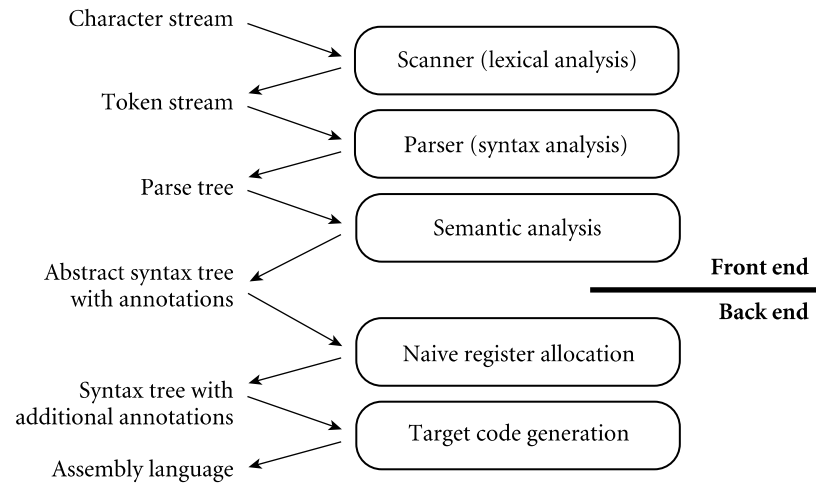 Character stream
Scanner (lexical analysis)
Token stream
Parser (syntax analysis)
Parse tree
Semantic analysis
Abstract syntax tree
with annotations
Front end
Back end
Naive register allocation
Syntax tree with
additional annotations
Target code generation
Assembly language